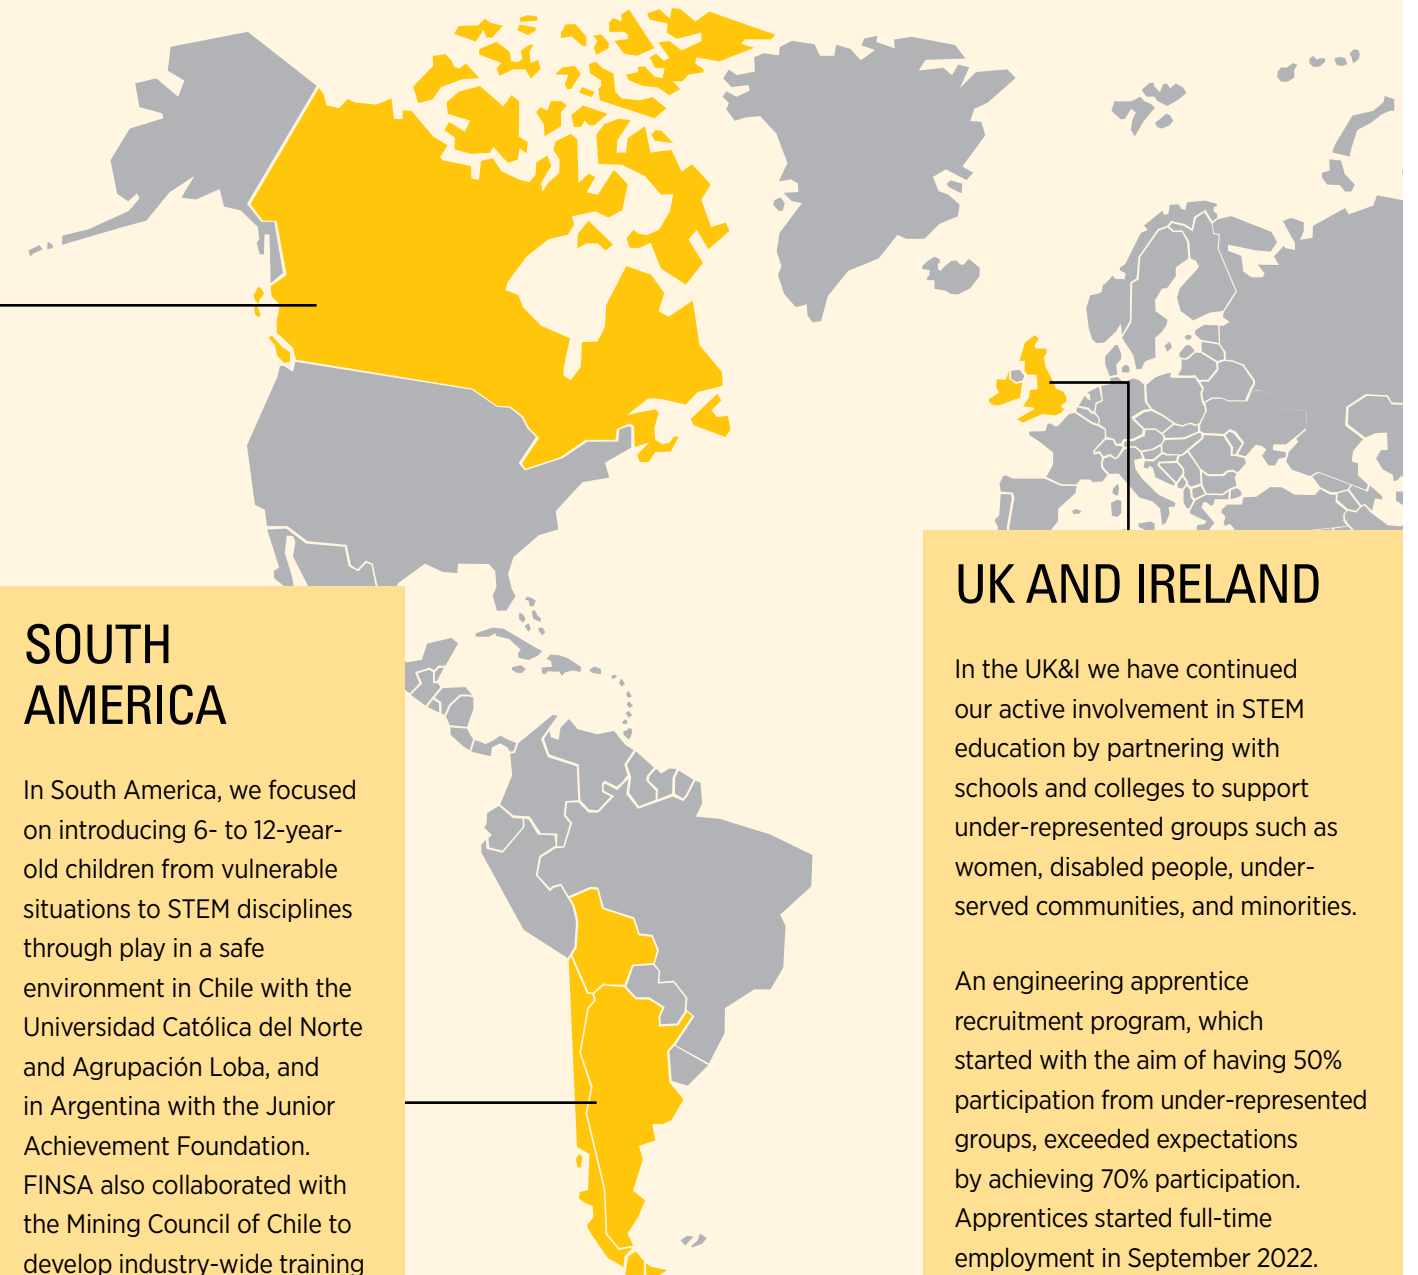 SOUTH
AMERICA
In South America, we focused
on introducing 6- to 12-year-
old children from vulnerable
situations to STEM disciplines
through play in a safe
environment in Chile with the
Universidad Católica del Norte
and Agrupación Loba, and
in Argentina with the Junior
Achievement Foundation.
FINSA also collaborated with
the Mining Council of Chile to
develop industry-wide training
UK AND IRELAND
In the UK&I we have continued
our active involvement in STEM
education by partnering with
schools and colleges to support
under-represented groups such as
women, disabled people, under-
served communities, and minorities.
An engineering apprentice
recruitment program, which
started with the aim of having 50%
participation from under-represented
groups, exceeded expectations
by achieving 70% participation.
Apprentices started full-time
employment in September 2022.